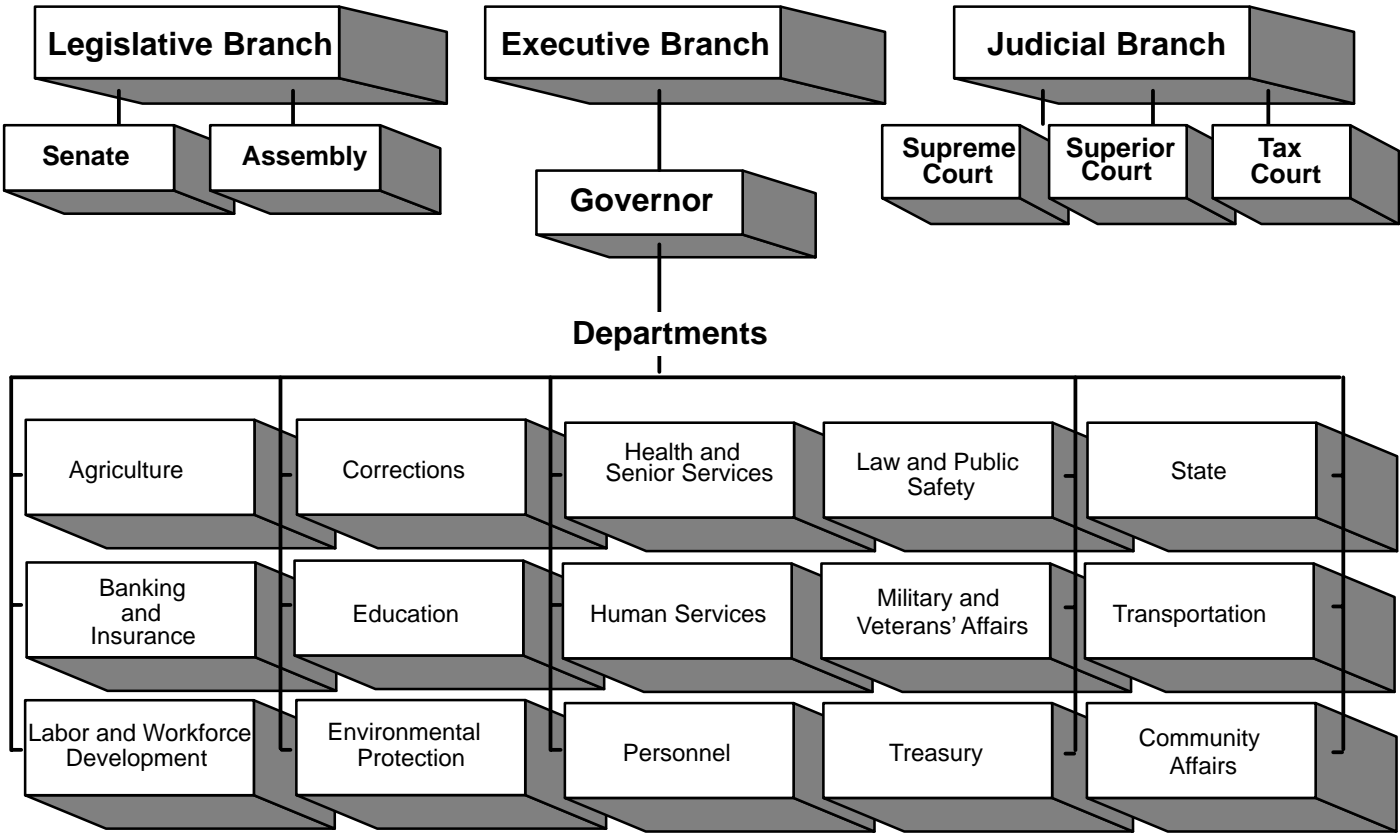 Legislative Branch
Executive Branch
Judicial Branch
Senate
Assembly
Supreme
Court
Superior
Court
Tax
Court
Governor
Departments
Agriculture
Corrections
Health and
Senior Services
Law and Public
Safety
State
Banking
and
Insurance
Education
Human Services
Military and
Veterans’ Affairs
Transportation
Labor and Workforce
Development
Environmental
Protection
Personnel
Treasury
Community
Affairs